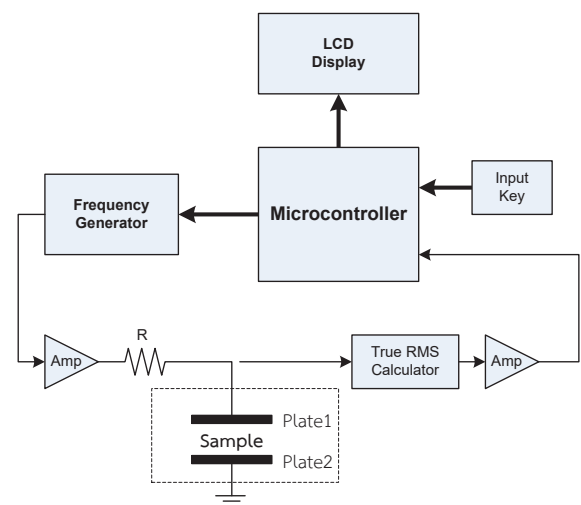 LCD
Display
Input
Key
Microcontroller
Frequency
Generator
R
Amp
True RMS
Calculator
Amp
Plate1
Sample
Plate2